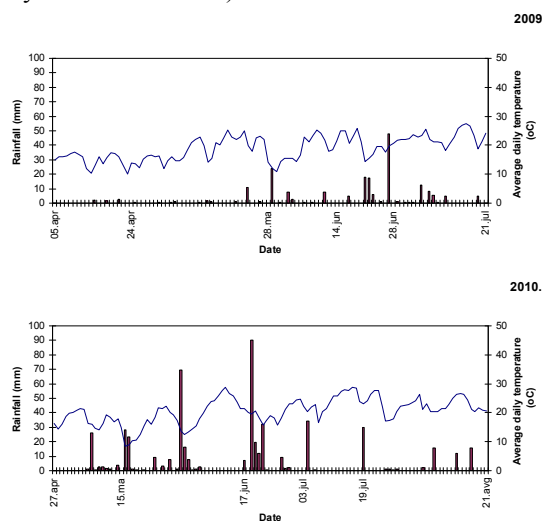 2009
100
90
80
70
60
50
40
30
20
10
0
Rainfall (mm)
50
40
30
20
10
0
Average daily temperature (oC)
05.apr
24.apr
28.ma
14.jun
28.jun
21.jul
Date
2010.
100
90
80
70
60
50
40
30
20
10
0
Rainfall (mm)
50
40
30
20
10
0
Average daily temperature (oC)
27.apr
15.ma
17.jun
03.jul
19.jul
21.avg
Date